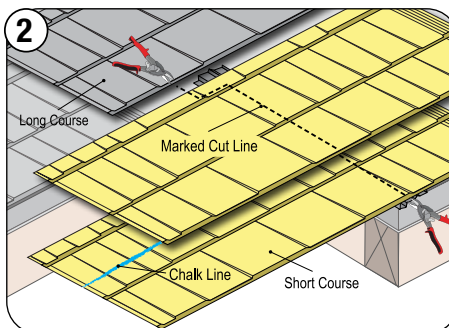 2
Long Course
Marked Cut Line
Chalk Line
Short Course